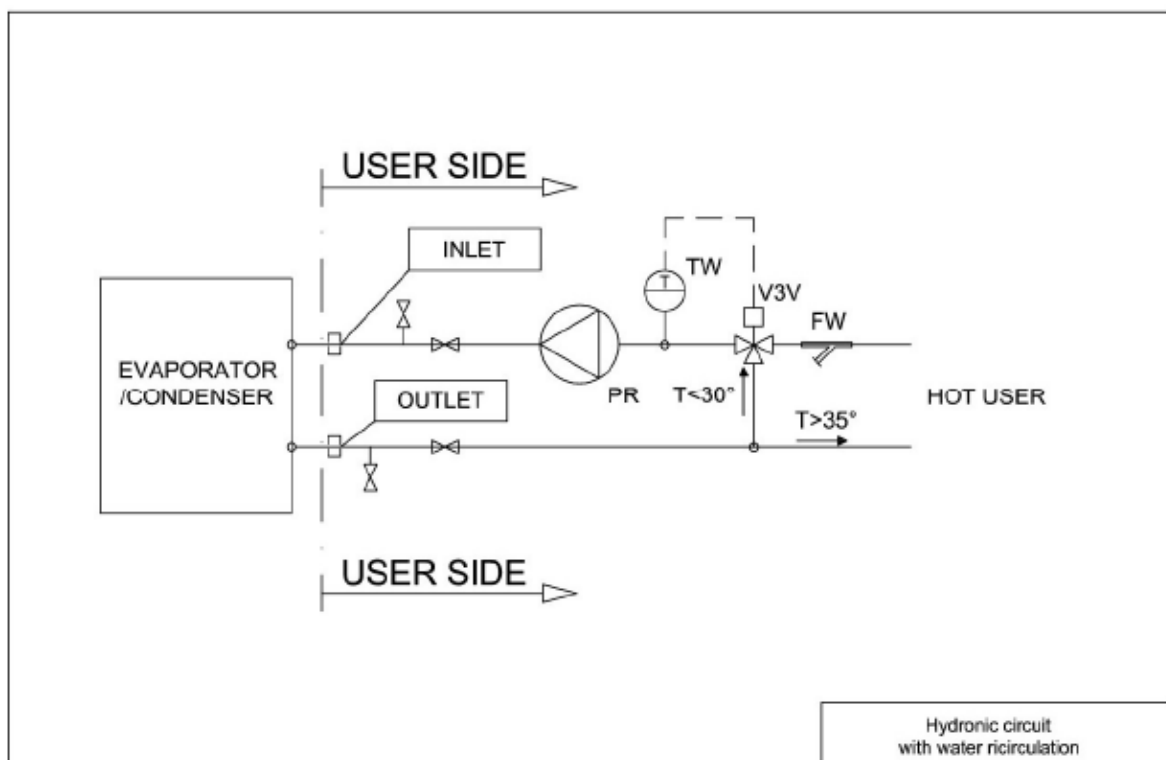 USER SIDE
INLET
TW
T
V3V
FW
EVAPORATOR
/CONDENSER
PR
T<30°
OUTLET
HOT USER
T>35°
USER SIDE
Hydronic circuit
with water ricirculation